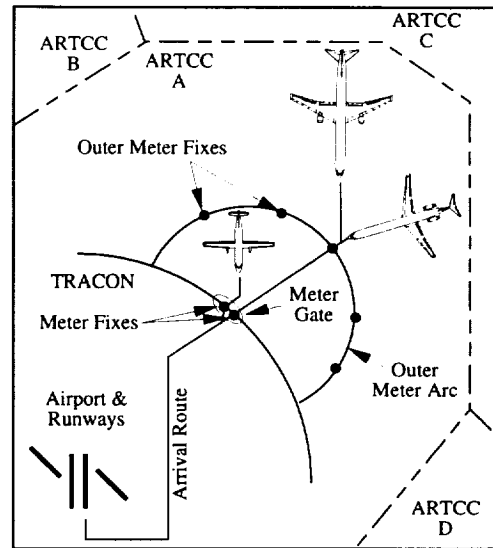 ARTCC
B
ARTCC
A
ARTCC
C
Outer Meter Fixes
TRACON
Meter Fixes
Meter
Gate
Outer
Meter Arc
Airport &
Runways
Arrival Route
ARTCC
D